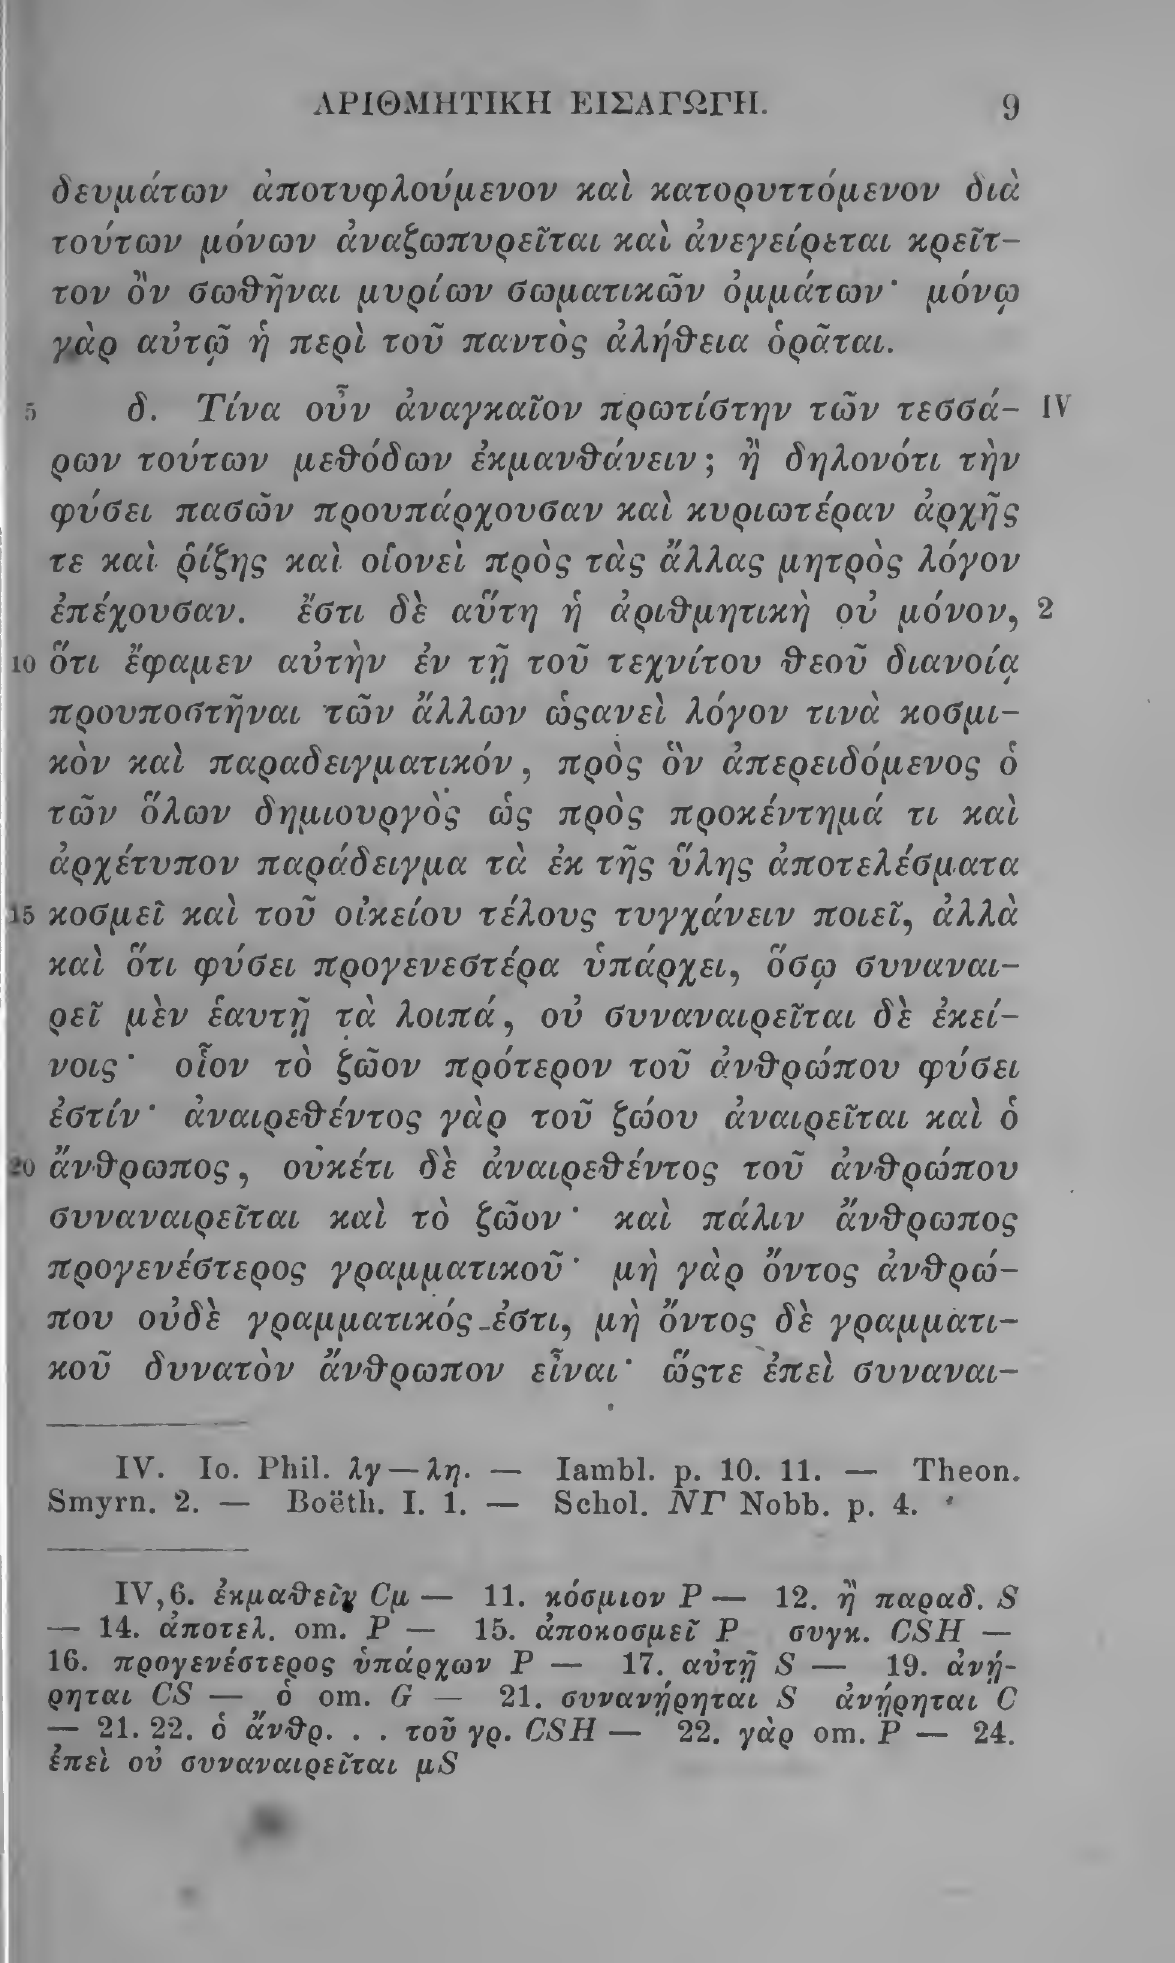 ΑΡΙΘΜΗΤΙΚΗ ΕΙΣΑΓΩΓΗ. 9
δευμάτων ἀποτυφλούμενον καὶ κατορυττόμενον διὰ
τούτων μόνων ἀναζωπυρεῖται καὶ ἀνεγείρεται κρεῖτ-
τον ὂν σωθῆναι μυρίων σωματικῶν ὀμμάτων· μόνῳ
γὰρ αὐτῷ ἡ περὶ τοῦ παντὸς ἀλήθεια ὁρᾶται.
5 δ. Τίνα οὖν ἀναγκαῖον πρωτίστην τῶν τεσσά- IV
ρων τούτων μεθόδων ἐκμανθάνειν; ἢ δηλονότι τὴν
φύσει πασῶν προυπάρχουσαν καὶ κυριωτέραν ἀρχῆς
τε καὶ ῥίζης καὶ οἱονεὶ πρὸς τὰς ἄλλας μητρὸς λόγον
ἐπέχουσαν. ἔστι δὲ αὕτη ἡ ἀριθμητικὴ οὐ μόνον, 2
10 ὅτι ἔφαμεν αὐτὴν ἐν τῇ τοῦ τεχνίτου θεοῦ διανοίᾳ
προυποστῆναι τῶν ἄλλων ὡςανεὶ λόγον τινὰ κοσμι-
κὸν καὶ παραδειγματικόν, πρὸς ὃν ἀπερειδόμενος ὁ
τῶν ὅλων δημιουργὸς ὡς πρὸς προκέντημά τι καὶ
ἀρχέτυπον παράδειγμα τὰ ἐκ τῆς ὕλης ἀποτελέσματα
15 κοσμεῖ καὶ τοῦ οἰκείου τέλους τυγχάνειν ποιεῖ, ἀλλὰ
καὶ ὅτι φύσει προγενεστέρα ὑπάρχει, ὅσῳ συναναι-
ρεῖ μὲν ἑαυτῇ τὰ λοιπά, οὐ συναναιρεῖται δὲ ἐκεί-
νοις· οἷον τὸ ζῶον πρότερον τοῦ ἀνθρώπου φύσει
ἐστίν· ἀναιρεθέντος γὰρ τοῦ ζώου ἀναιρεῖται καὶ ὁ
20 ἄνθρωπος, οὐκέτι δὲ ἀναιρεθέντος τοῦ ἀνθρώπου
συναναιρεῖται καὶ τὸ ζῶον· καὶ πάλιν ἄνθρωπος
προγενέστερος γραμματικοῦ· μὴ γὰρ ὄντος ἀνθρώ-
που οὐδὲ γραμματικός ἐστι, μὴ ὄντος δὲ γραμματι-
κοῦ δυνατὸν ἄνθρωπον εἶναι· ὥςτε ἐπεὶ συναναι-
IV. Io. Phil. λγ—λη. — Iambl. p. 10. 11. — Theon.
Smyrn. 2. — Boëth. I. 1. — Schol. NΓ Nobb. p. 4.
IV,6. ἐκμαθεῖν Cμ — 11. κόσμιον P — 12. ἢ παραδ. S
— 14. ἀποτελ. om. P — 15. ἀποκοσμεῖ P συγκ. CSH —
16. προγενέστερος ὑπάρχων P — 17. αὐτῇ S — 19. ἀνῄ-
ρηται CS — ὁ om. G — 21. συνανῄρηται S ἀνῄρηται C
— 21. 22. ὁ ἄνθρ. . . τοῦ γρ. CSH — 22. γὰρ om. P — 24.
ἐπεὶ οὐ συναναιρεῖται μS